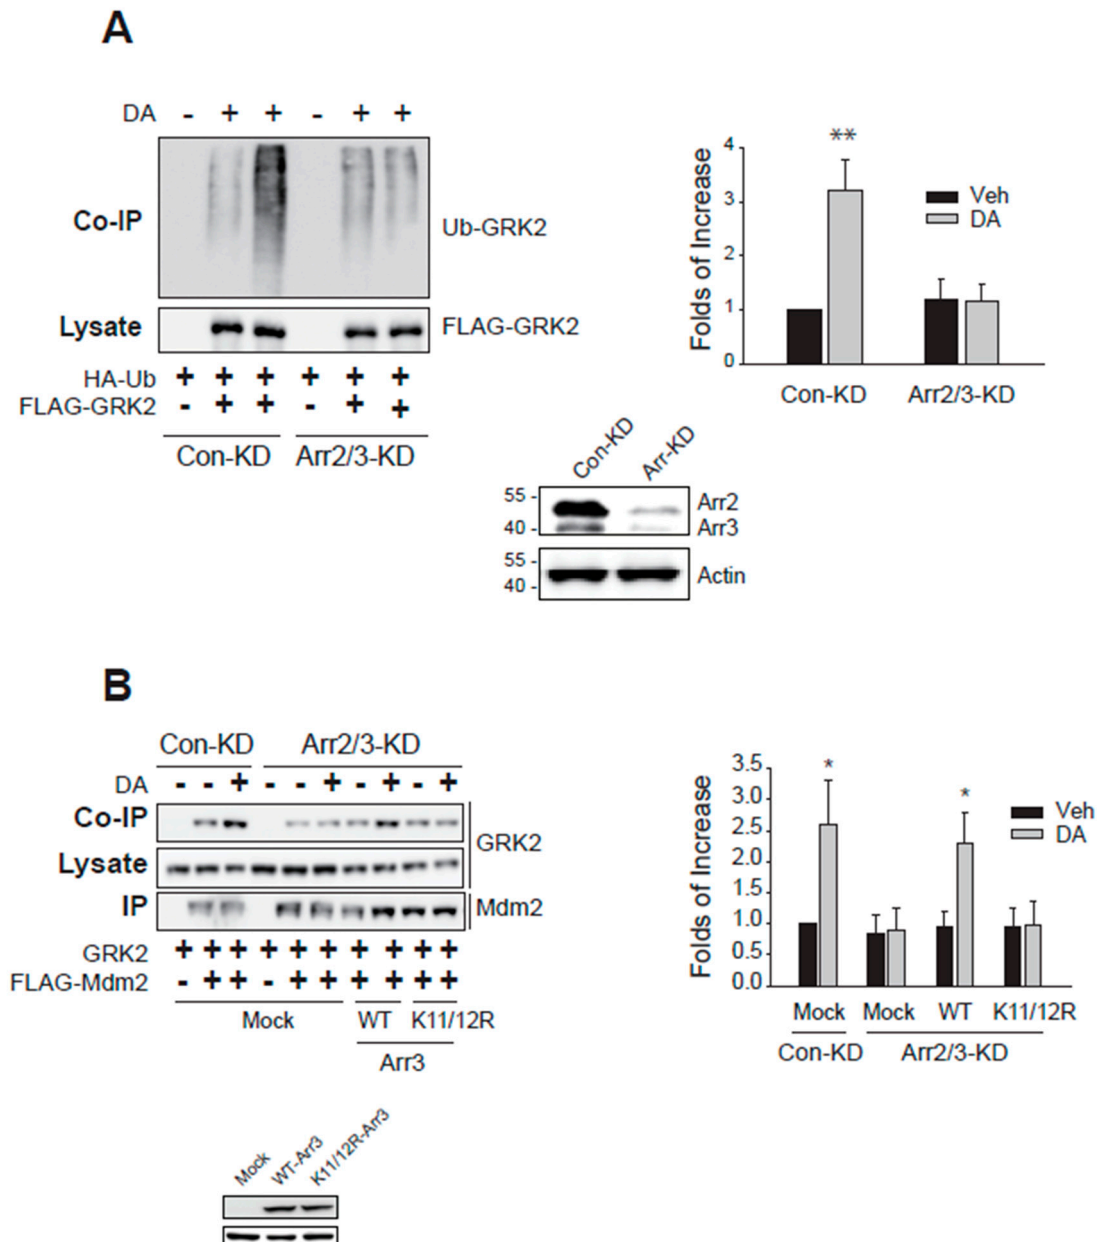 A
DA - + + - + +
Co-IP
Ub-GRK2
Lysate
FLAG-GRK2
HA-Ub + + + + + +
FLAG-GRK2 - + + - + +
Con-KD Arr2/3-KD
Folds of Increase
4
3
2
1
0
**
Veh
DA
Con-KD Arr2/3-KD
Con-KD Arr-KD
55 -
40 -
Arr2
Arr3
55 -
40 -
Actin
B
Con-KD Arr2/3-KD
DA - - + - - + - + - +
Co-IP
GRK2
Lysate
IP
Mdm2
GRK2 + + + + + + + + + +
FLAG-Mdm2 - + + - + + + + + +
Mock WT K11/12R
Arr3
Folds of Increase
3.5
3.0
2.5
2.0
1.5
1.0
0.5
0.0
* *
Veh
DA
Mock Mock WT K11/12R
Con-KD Arr2/3-KD
Mock WT-Arr3 K11/12R-Arr3